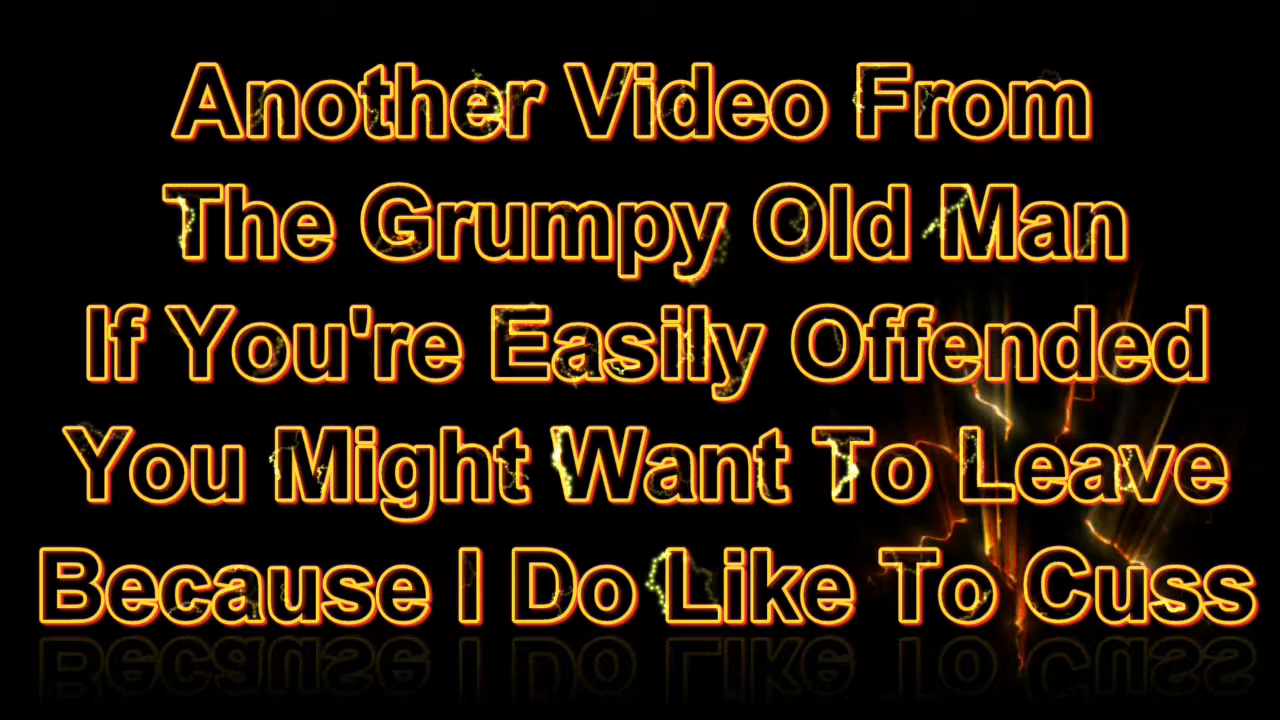 Another Video From
The Grumpy Old Man
If You're Easily Offended
You Might Want To Leave
Because I Do Like To Cuss